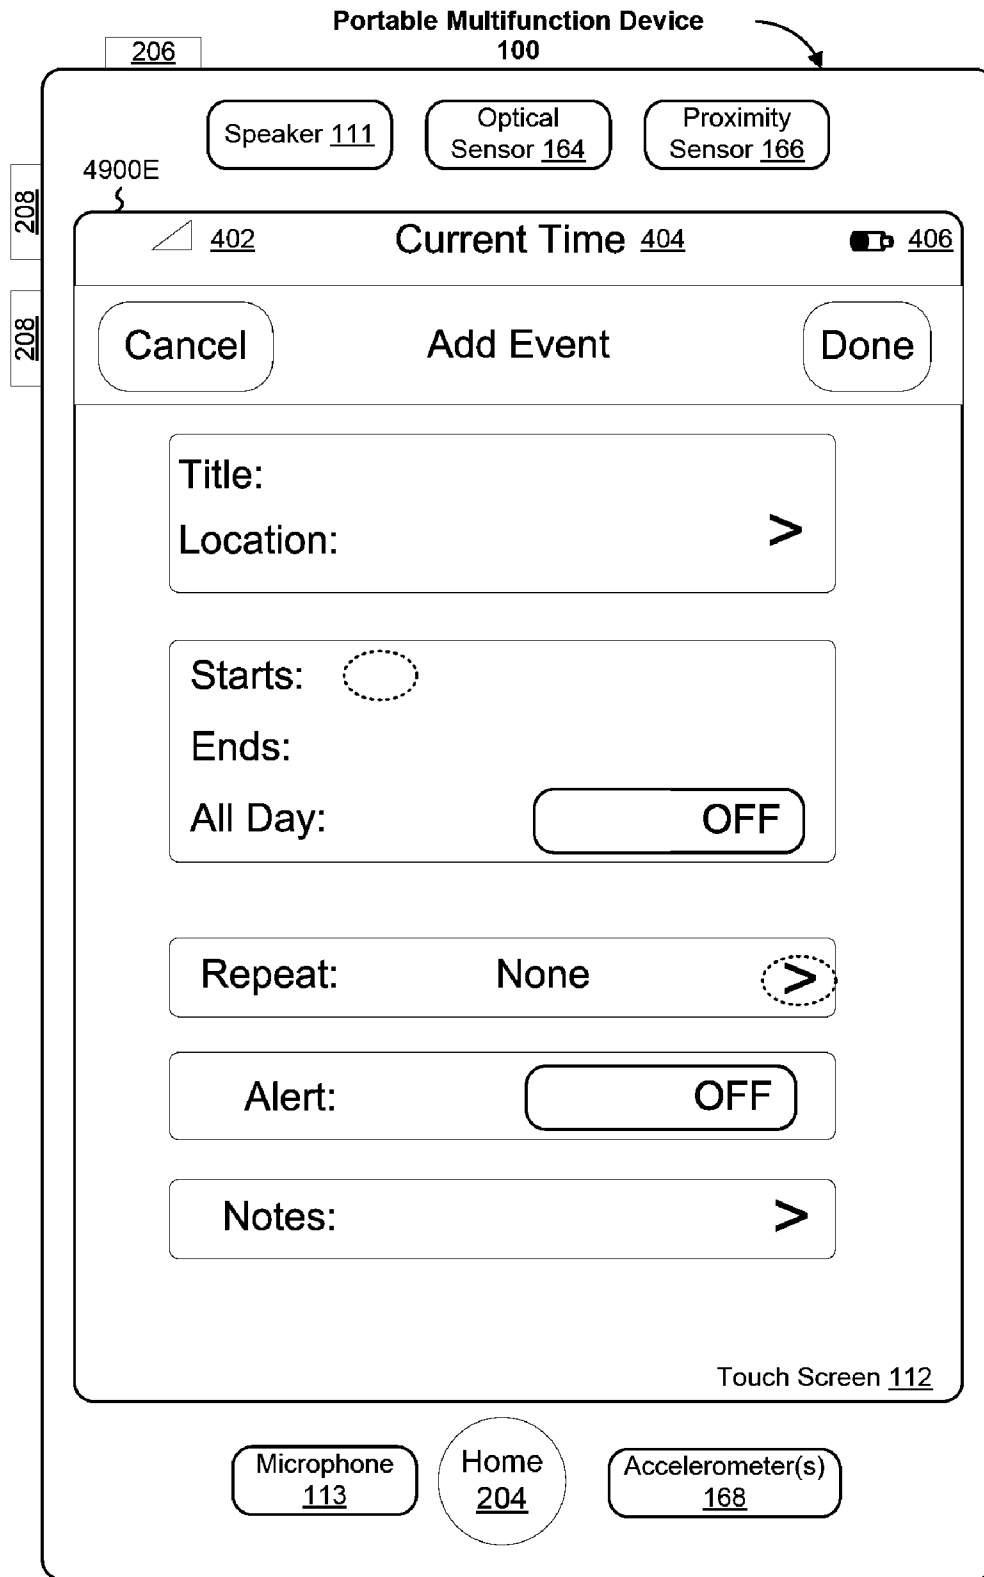 Portable Multifunction Device
100
206
Speaker 111
Optical
Sensor 164
Proximity
Sensor 166
4900E
208
402
Current Time 404
406
208
Cancel
Add Event
Done
Title:
Location:
>
Starts:
Ends:
All Day:
OFF
Repeat:
None
>
Alert:
OFF
Notes:
>
Touch Screen 112
Microphone
113
Home
204
Accelerometer(s)
168